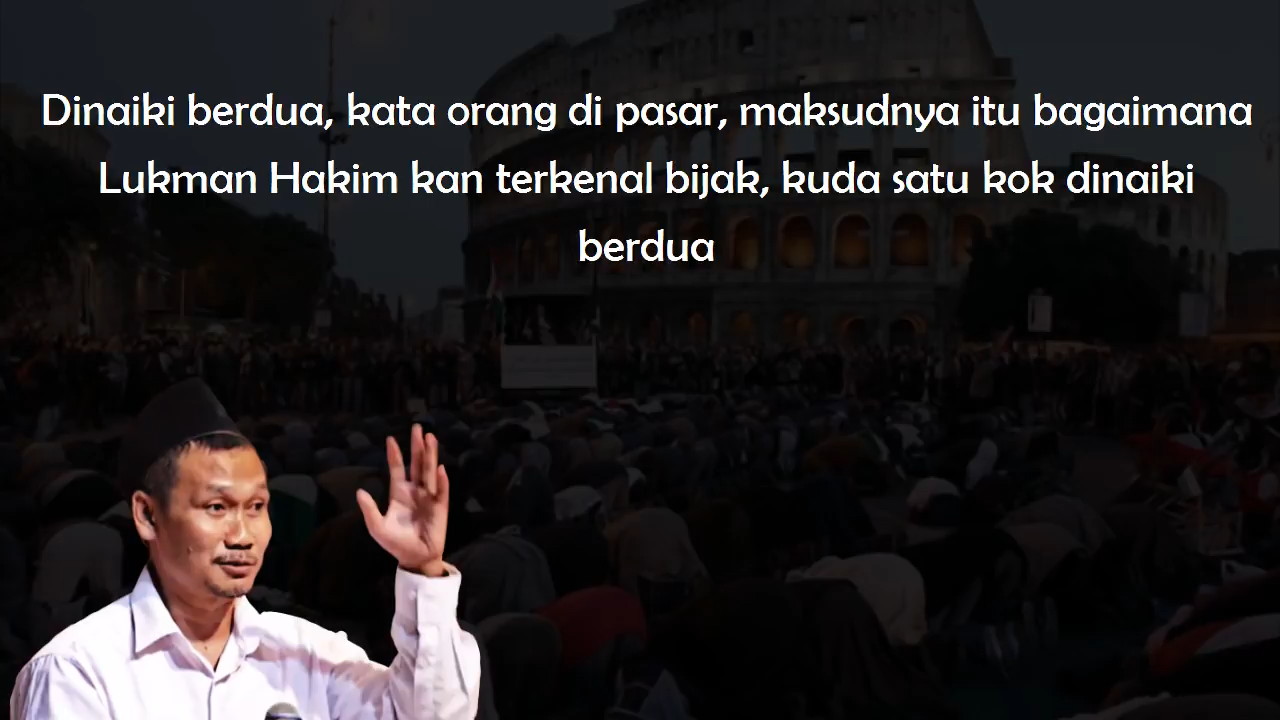 Dinaiki berdua, kata orang di pasar, maksudnya itu bagaimana
Lukman Hakim kan terkenal bijak, kuda satu kok dinaiki
berdua